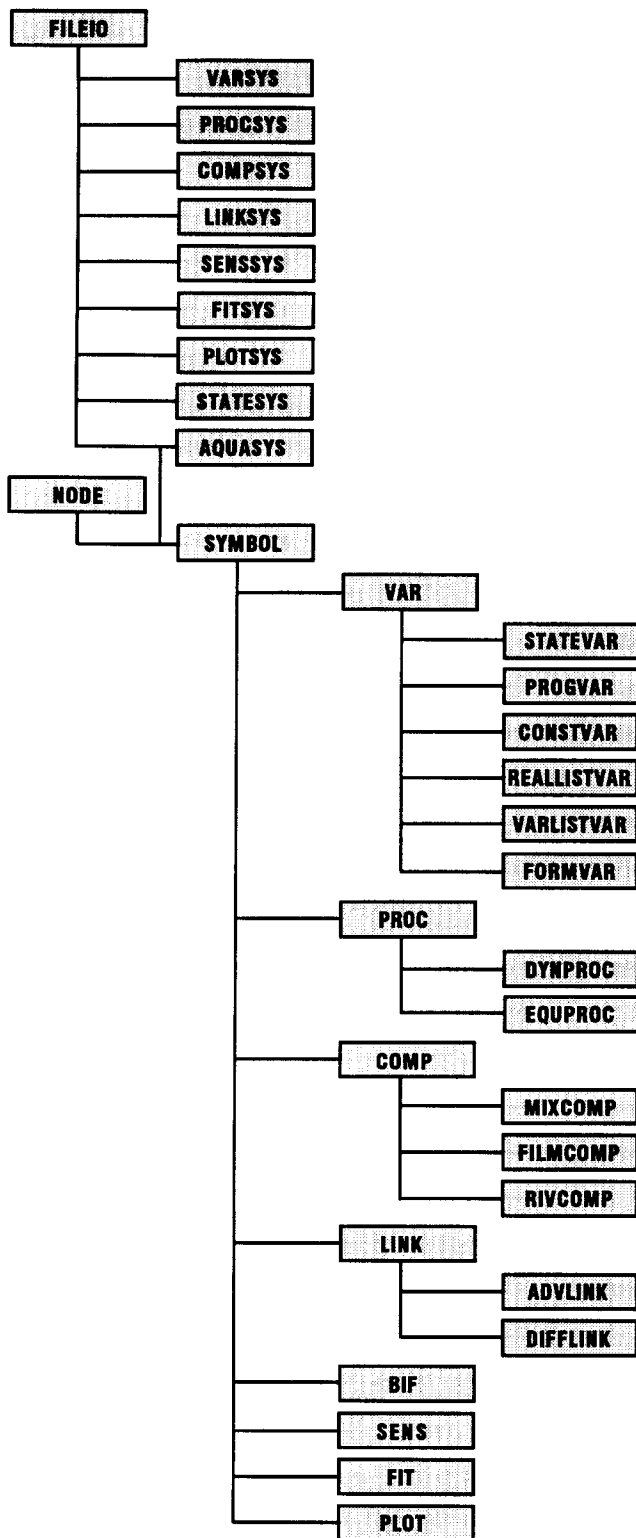 FILEIO
VARSYS
PROCSYS
COMPSYS
LINKSYS
SENSSYS
FITSYS
PLOTSYS
STATESYS
AQUASYS
NODE
SYMBOL
VAR
STATEVAR
PROGVAR
CONSTVAR
REALLISTVAR
VARLISTVAR
FORMVAR
PROC
DYNPROC
EQUPROC
COMP
MIXCOMP
FILMCOMP
RIVCOMP
LINK
ADVLINK
DIFFLINK
BIF
SENS
FIT
PLOT